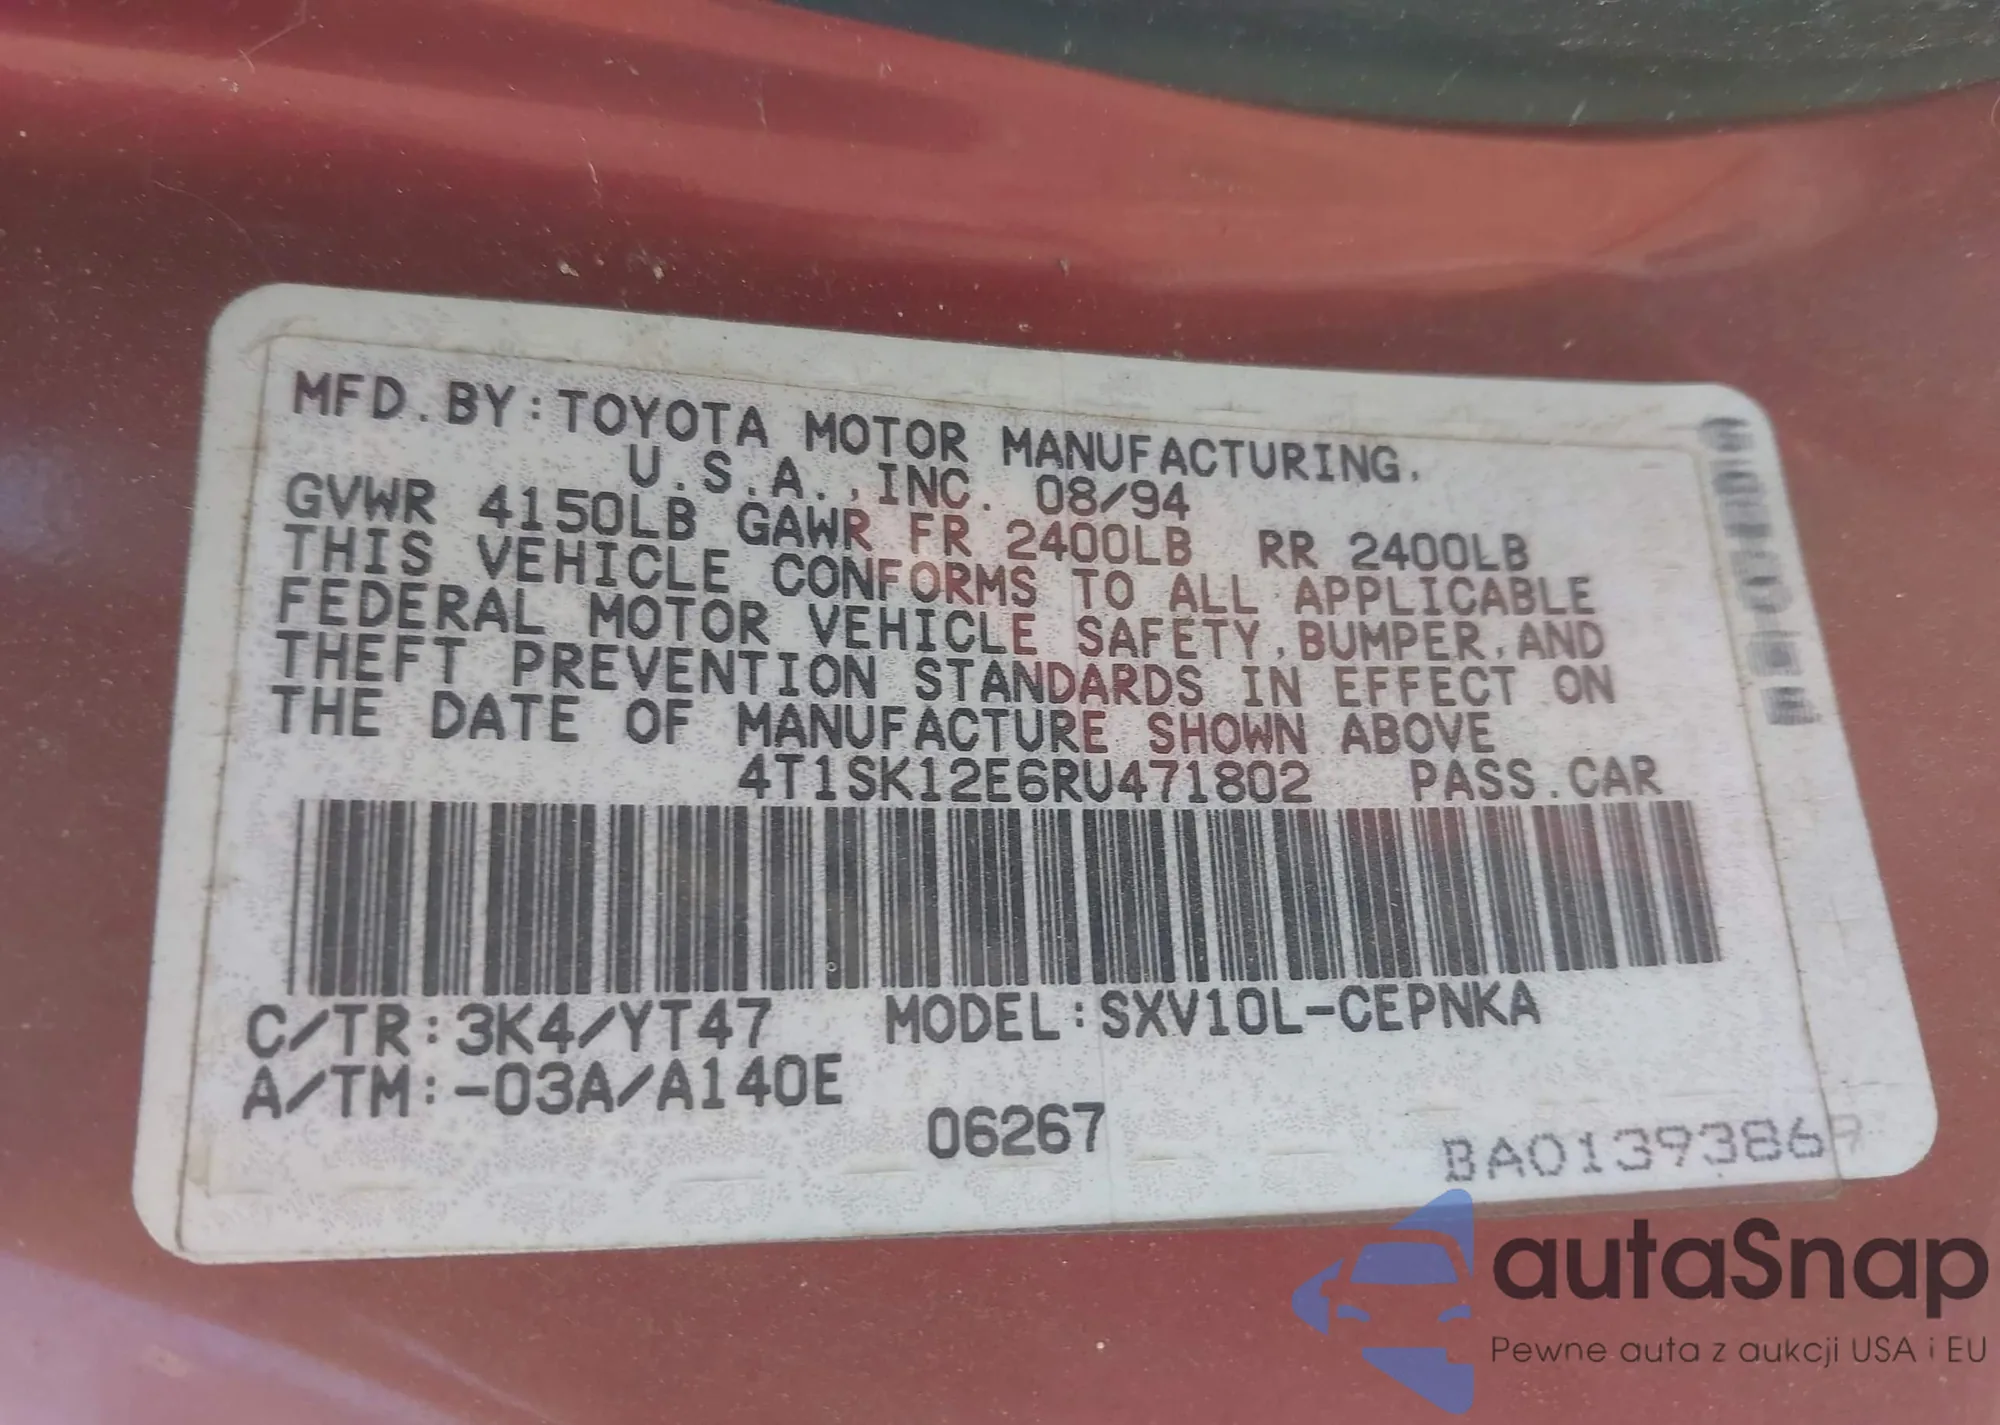 MFD.BY:TOYOTA MOTOR MANUFACTURING,
U.S.A.,INC. 08/94
GVWR 4150LB GAWR FR 2400LB RR 2400LB
THIS VEHICLE CONFORMS TO ALL APPLICABLE
FEDERAL MOTOR VEHICLE SAFETY,BUMPER,AND
THEFT PREVENTION STANDARDS IN EFFECT ON
THE DATE OF MANUFACTURE SHOWN ABOVE
4T1SK12E6RU471802 PASS.CAR
C/TR:3K4/YT47 MODEL:SXV10L-CEPNKA
A/TM:-03A/A140E
06267
BA01393869
autaSnap
Pewne auta z aukcji USA i EU